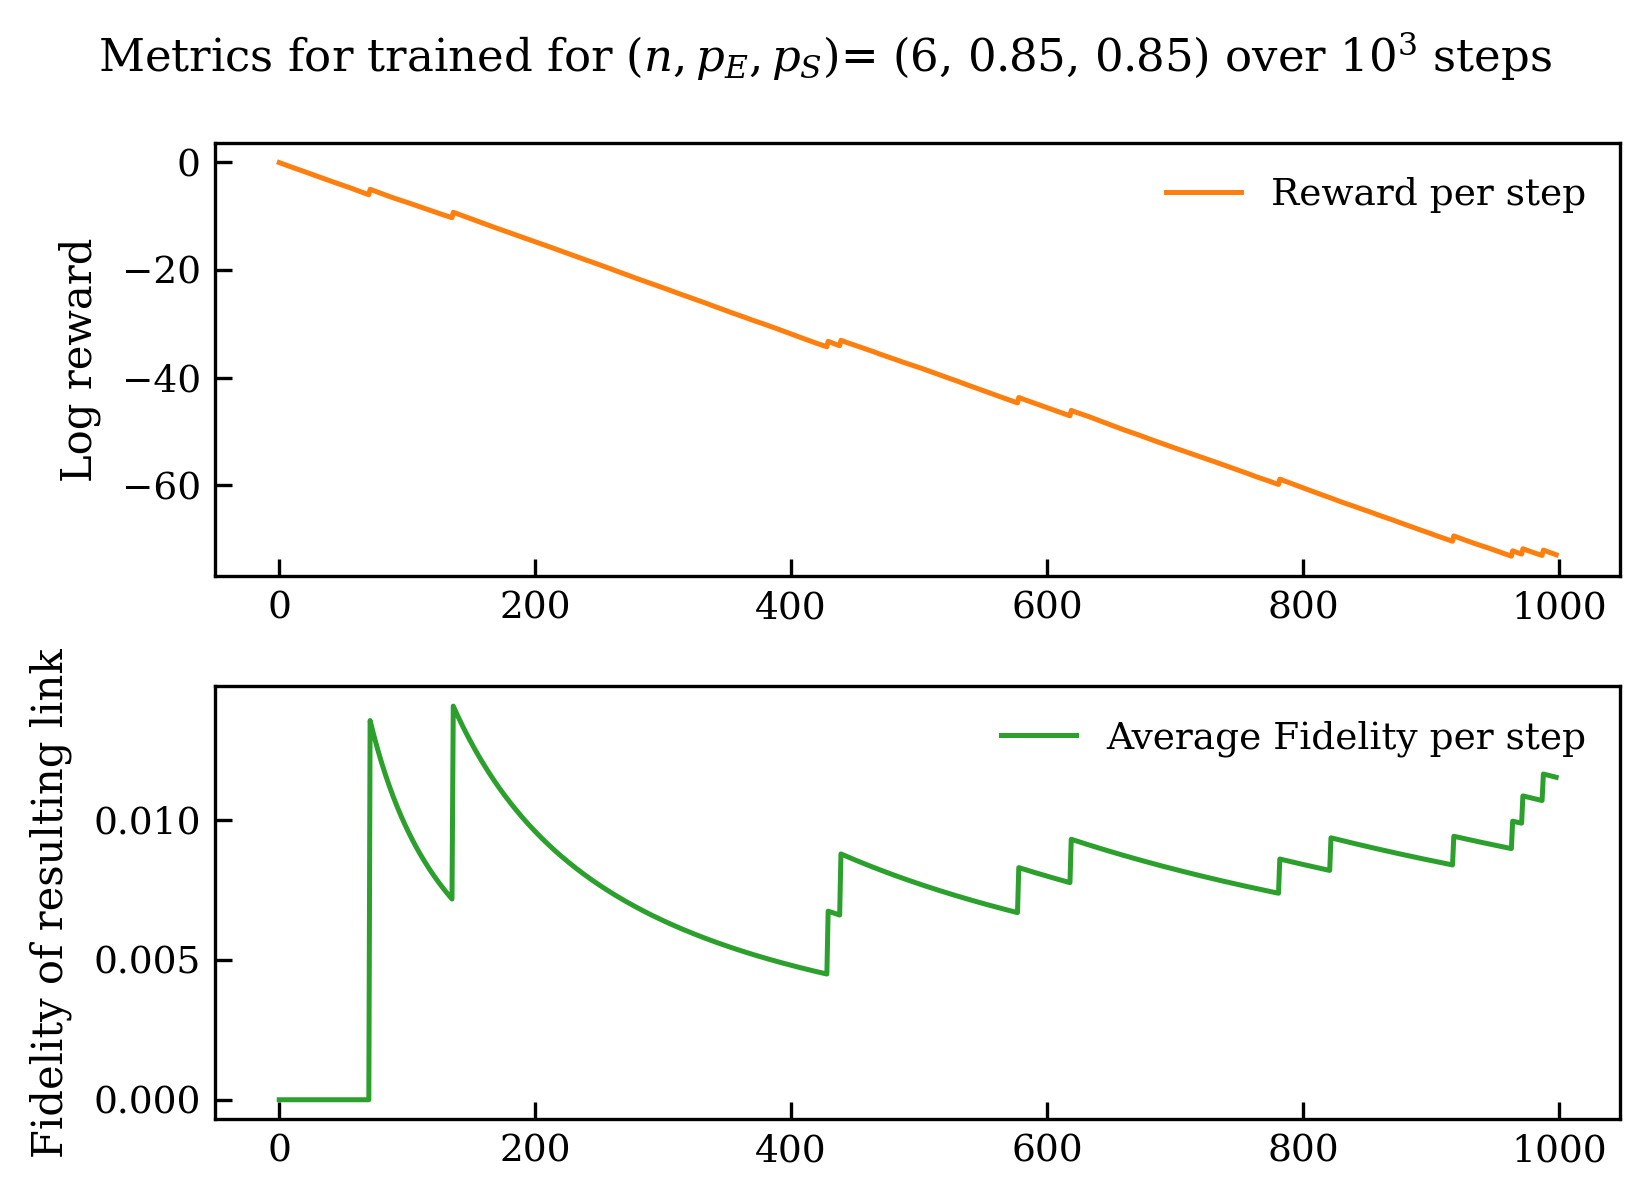 Metrics for trained for (n, p_E, p_S)= (6, 0.85, 0.85) over 10³ steps
Log reward
0
−20
−40
−60
Reward per step
0 200 400 600 800 1000
Fidelity of resulting link
0.010
0.005
0.000
Average Fidelity per step
0 200 400 600 800 1000